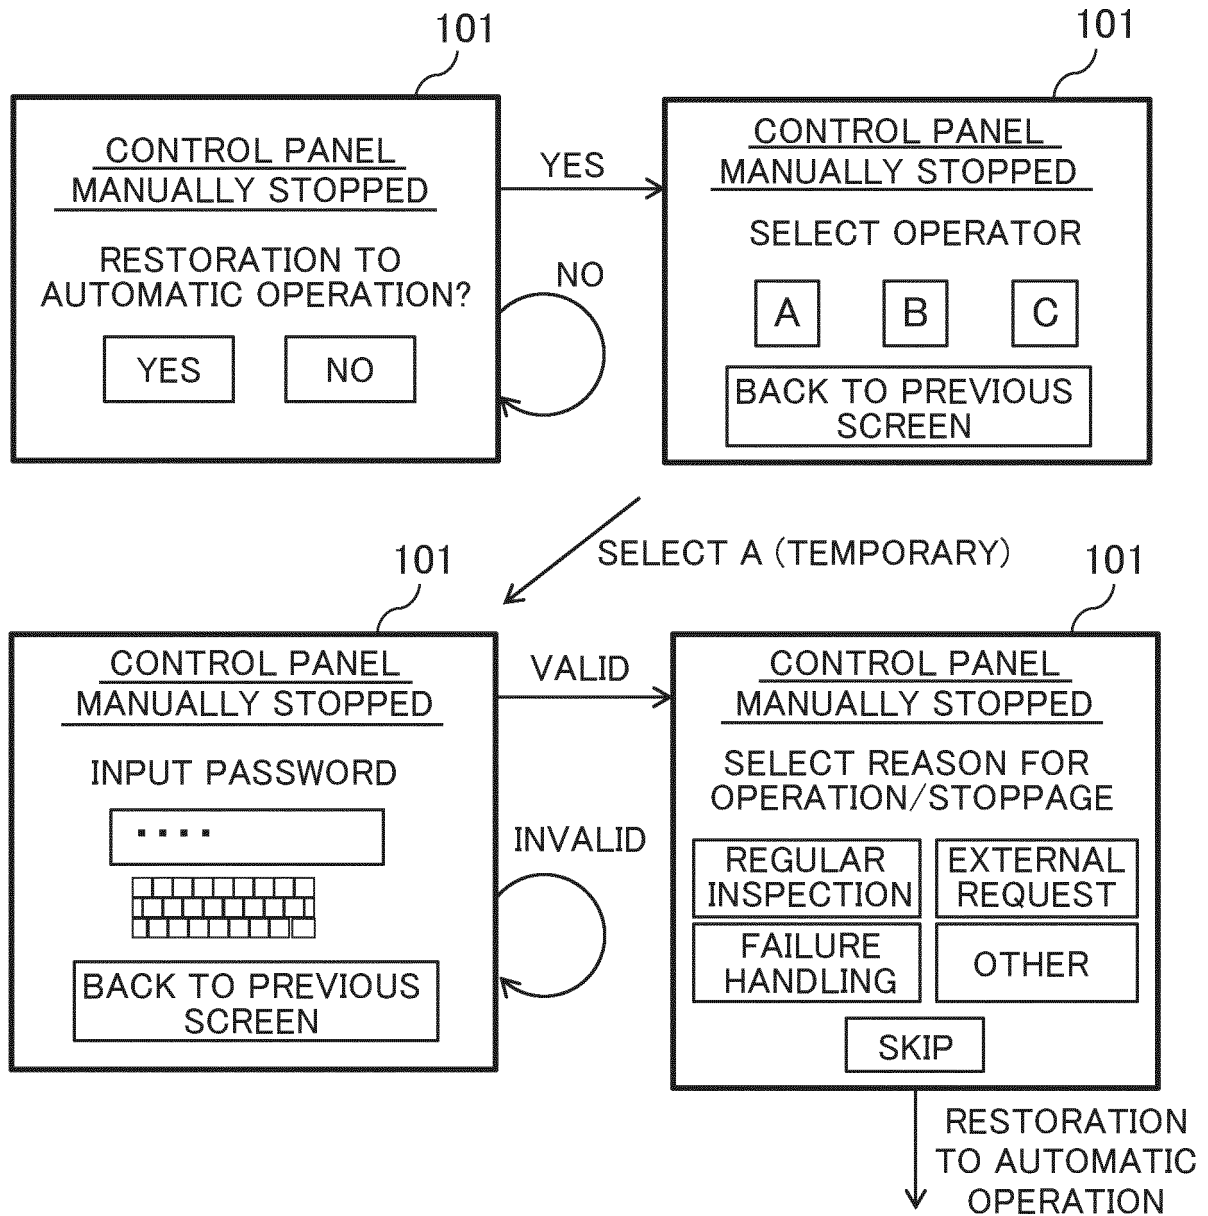 101
CONTROL PANEL
MANUALLY STOPPED
RESTORATION TO
AUTOMATIC OPERATION?
YES
NO
YES
NO
101
CONTROL PANEL
MANUALLY STOPPED
SELECT OPERATOR
A
B
C
BACK TO PREVIOUS
SCREEN
SELECT A (TEMPORARY)
101
CONTROL PANEL
MANUALLY STOPPED
INPUT PASSWORD
BACK TO PREVIOUS
SCREEN
VALID
INVALID
101
CONTROL PANEL
MANUALLY STOPPED
SELECT REASON FOR
OPERATION/STOPPAGE
REGULAR
INSPECTION
EXTERNAL
REQUEST
FAILURE
HANDLING
OTHER
SKIP
RESTORATION
TO AUTOMATIC
OPERATION